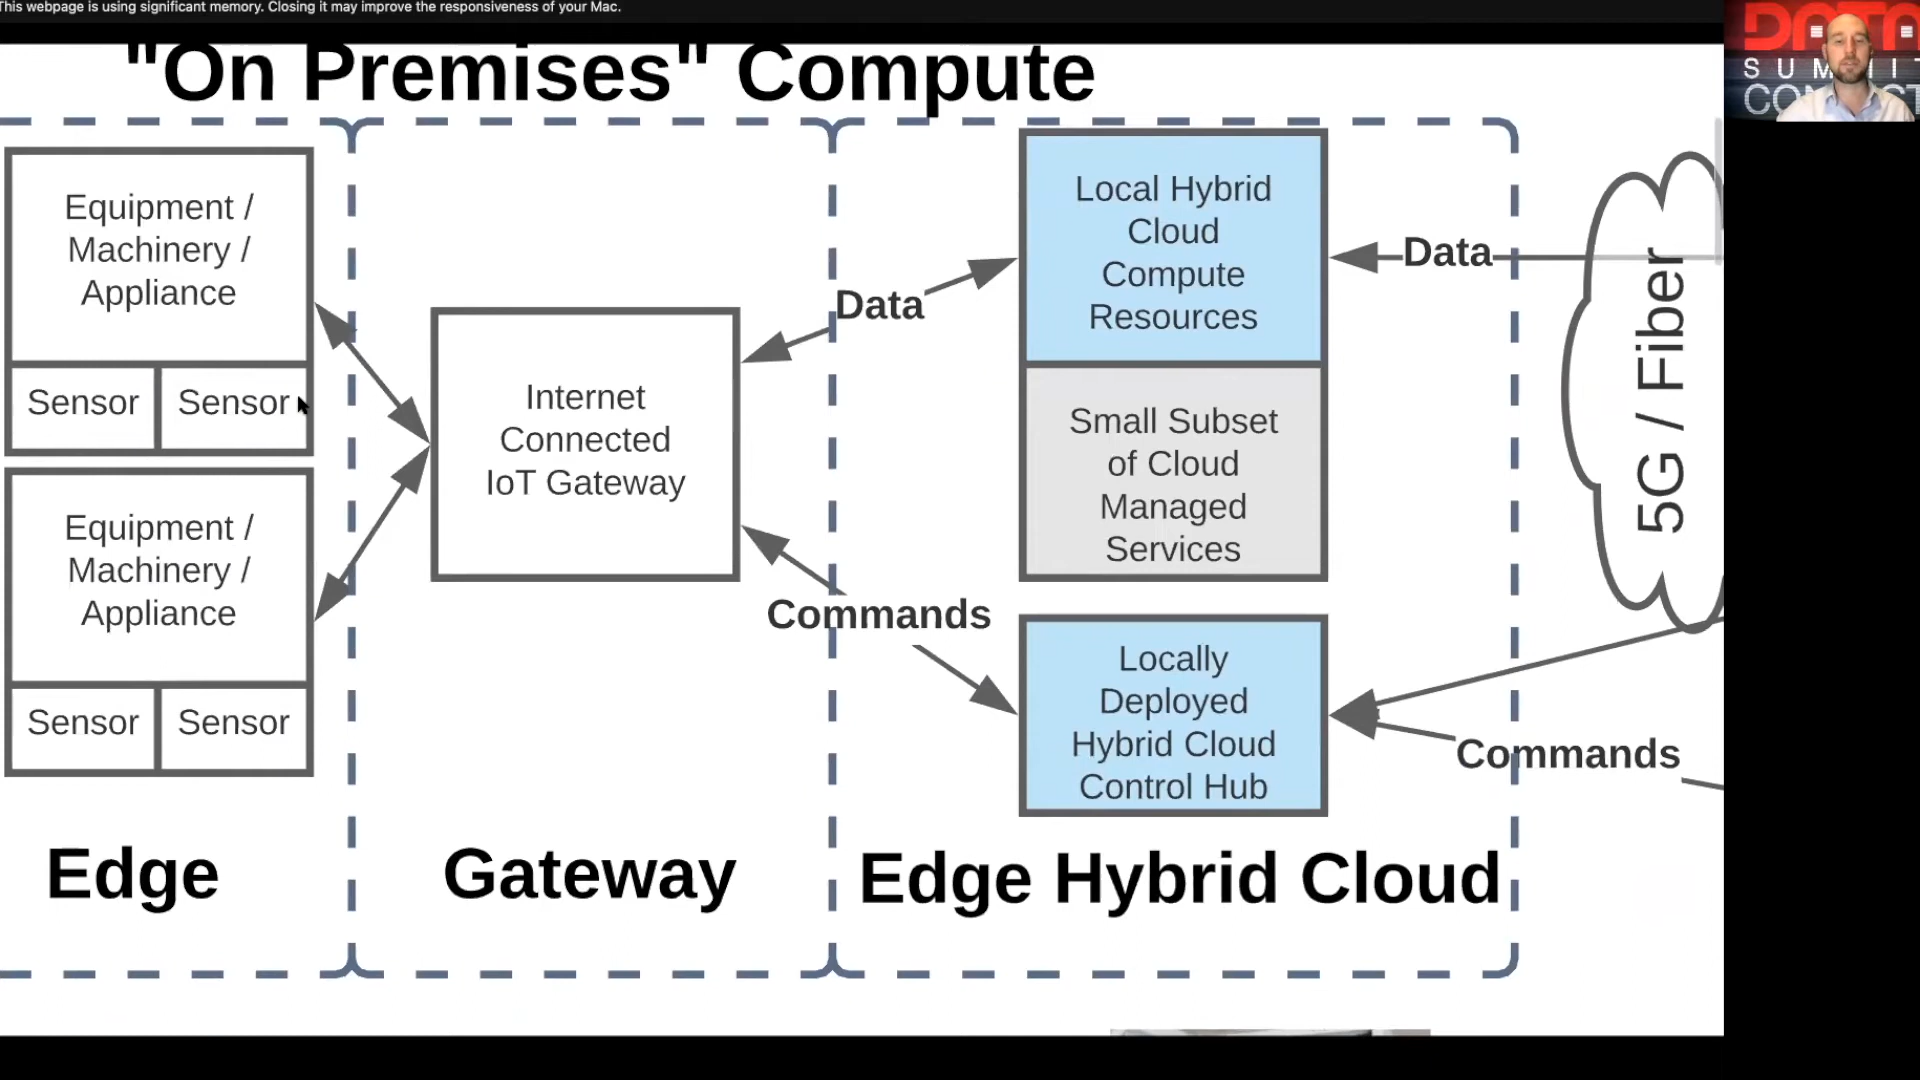 This webpage is using significant memory. Closing it may improve the responsiveness of your Mac.
"On Premises" Compute
Equipment /
Machinery /
Appliance
Sensor
Sensor
Equipment /
Machinery /
Appliance
Sensor
Sensor
Edge
Internet
Connected
IoT Gateway
Gateway
Data
Commands
Local Hybrid
Cloud
Compute
Resources
Small Subset
of Cloud
Managed
Services
Locally
Deployed
Hybrid Cloud
Control Hub
Edge Hybrid Cloud
Data
Commands
5G / Fiber
DATA